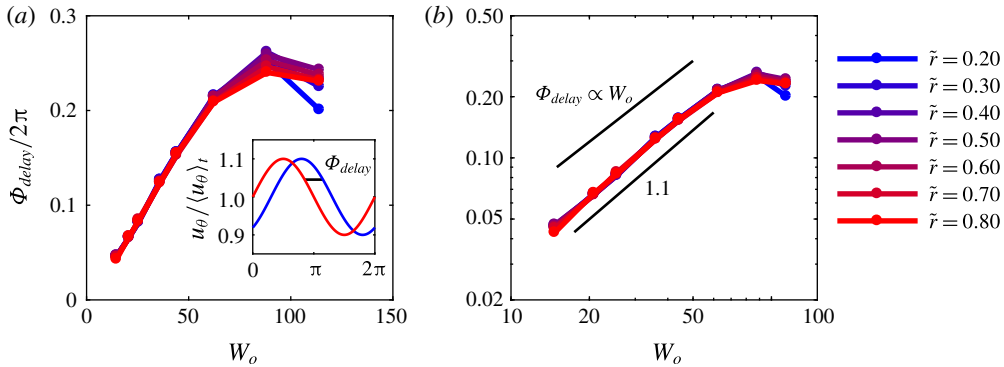 (a)
0.3
0.2
0.1
0
Φdelay/2π
0
50
100
150
Wo
1.1
1.0
0.9
uθ/⟨uθ⟩t
Φdelay
0
π
2π
(b)
0.50
0.20
0.10
0.05
0.02
Φdelay ∝ Wo
1.1
10
20
50
100
Wo
r̃ = 0.20
r̃ = 0.30
r̃ = 0.40
r̃ = 0.50
r̃ = 0.60
r̃ = 0.70
r̃ = 0.80